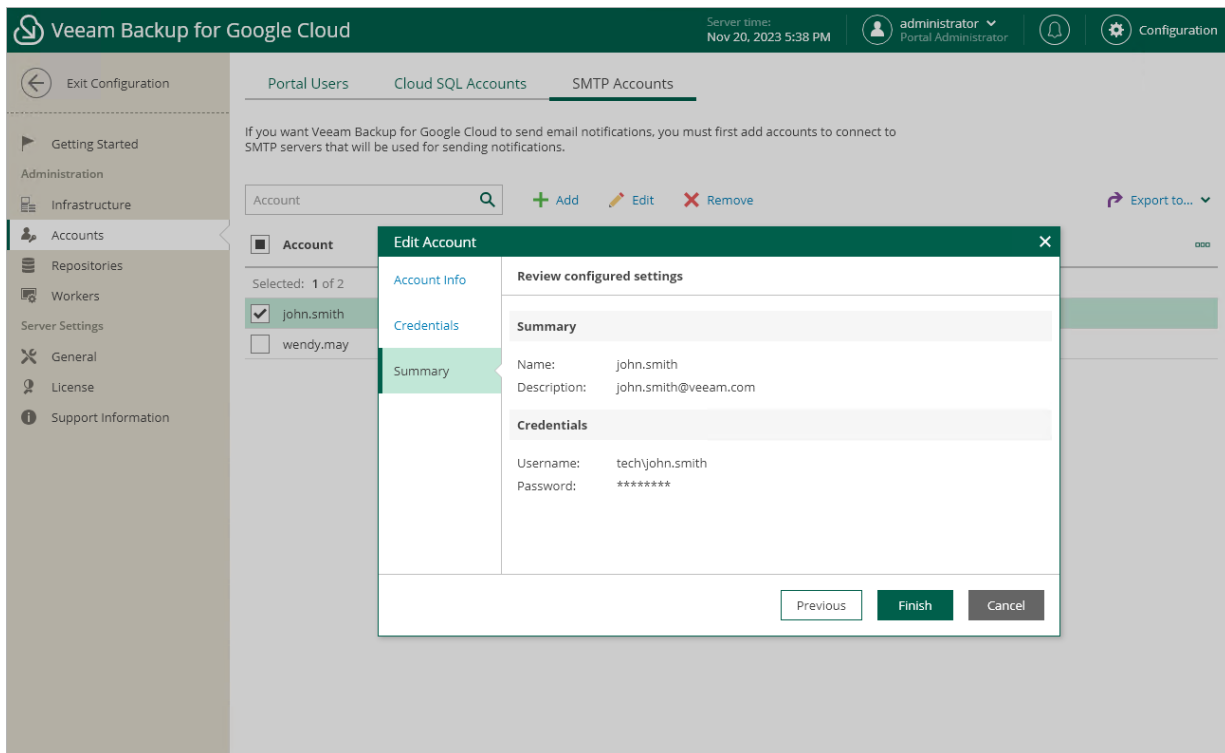 Veeam Backup for Google Cloud
Server time:
Nov 20, 2023 5:38 PM
administrator
Portal Administrator
Configuration
Exit Configuration
Getting Started
Administration
Infrastructure
Accounts
Repositories
Workers
Server Settings
General
License
Support Information
Portal Users Cloud SQL Accounts SMTP Accounts
If you want Veeam Backup for Google Cloud to send email notifications, you must first add accounts to connect to
SMTP servers that will be used for sending notifications.
Account Add Edit Remove Export to...
Account
Selected: 1 of 2
john.smith
wendy.may
Edit Account
Account Info
Credentials
Summary
Review configured settings
Summary
Name: john.smith
Description: john.smith@veeam.com
Credentials
Username: tech\john.smith
Password: ********
Previous Finish Cancel